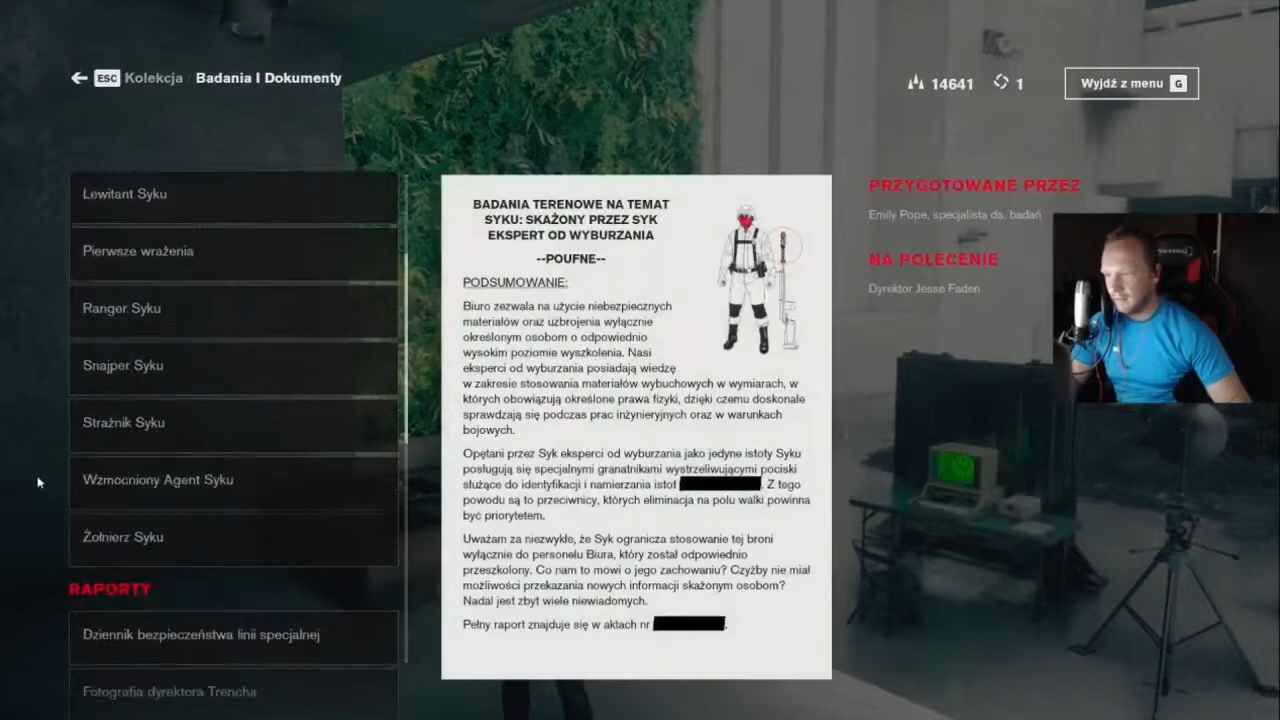 ESC Kolekcja / Badania I Dokumenty
14641 1 Wyjdź z menu G
Lewitant Syku
Pierwsze wrażenia
Ranger Syku
Snajper Syku
Strażnik Syku
Wzmocniony Agent Syku
Żołnierz Syku
RAPORTY
Dziennik bezpieczeństwa linii specjalnej
Fotografia dyrektora Trencha
BADANIA TERENOWE NA TEMAT
SYKU: SKAŻONY PRZEZ SYK
EKSPERT OD WYBURZANIA
--POUFNE--
PODSUMOWANIE:
Biuro zezwala na użycie niebezpiecznych
materiałów oraz uzbrojenia wyłącznie
określonym osobom o odpowiednio
wysokim poziomie wyszkolenia. Nasi
eksperci od wyburzania posiadają wiedzę
w zakresie stosowania materiałów wybuchowych w wymiarach, w
których obowiązują określone prawa fizyki, dzięki czemu doskonale
sprawdzają się podczas prac inżynieryjnych oraz w warunkach
bojowych.
Opętani przez Syk eksperci od wyburzania jako jedyne istoty Syku
posługują się specjalnymi granatnikami wystrzeliwującymi pociski
służące do identyfikacji i namierzania istot . Z tego
powodu są to przeciwnicy, których eliminacja na polu walki powinna
być priorytetem.
Uważam za niezwykłe, że Syk ogranicza stosowanie tej broni
wyłącznie do personelu Biura, który został odpowiednio
przeszkolony. Co nam to mówi o jego zachowaniu? Czyżby nie miał
możliwości przekazania nowych informacji skażonym osobom?
Nadal jest zbyt wiele niewiadomych.
Pełny raport znajduje się w aktach nr .
PRZYGOTOWANE PRZEZ
Emily Pope, specjalista ds. badań
NA POLECENIE
Dyrektor Jesse Faden